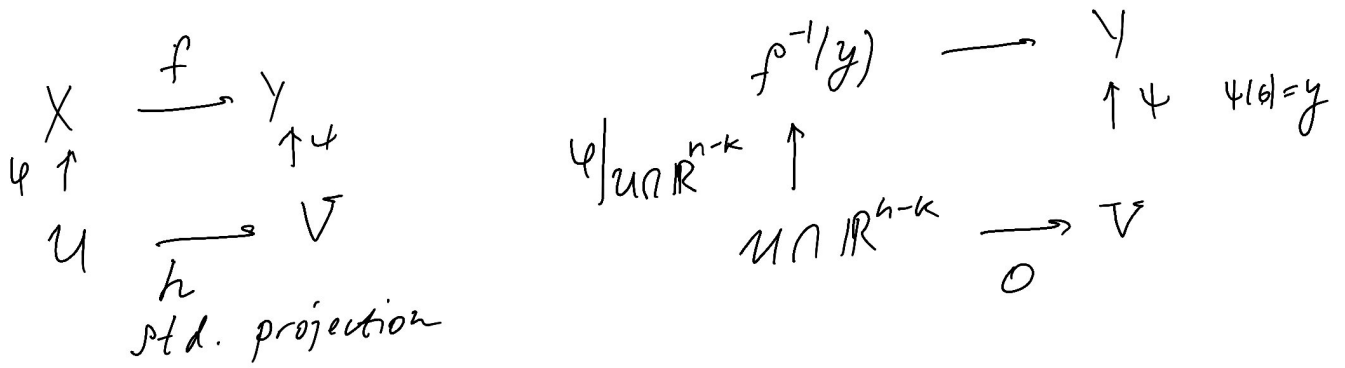 f f⁻¹(y) ⟶ Y
X ⟶ Y
φ ↑ ↑ ψ φ|U∩ℝⁿ⁻ᵏ ↑ ↑ ψ ψ(0)=y
U ⟶ V U∩ℝⁿ⁻ᵏ ⟶ V
h 0
std. projection